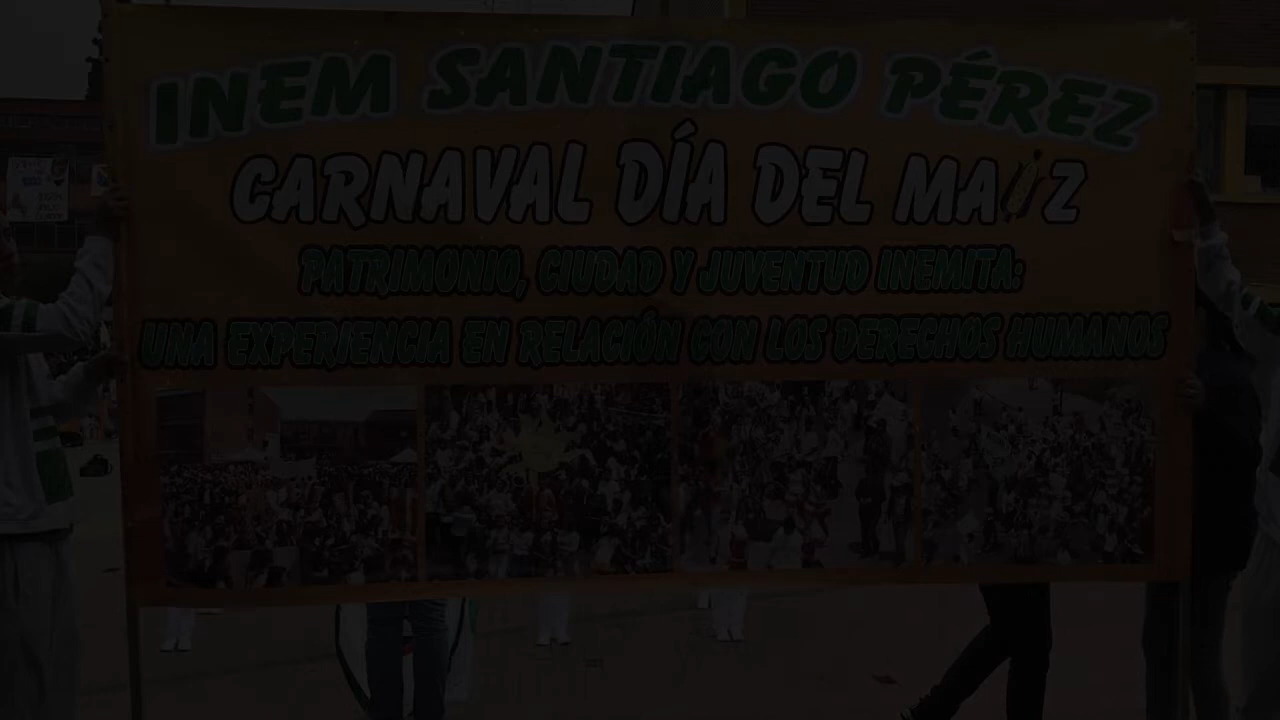 INEM SANTIAGO PÉREZ
CARNAVAL DÍA DEL MAÍZ
PATRIMONIO, CIUDAD Y JUVENTUD INEMITA:
UNA EXPERIENCIA EN RELACIÓN CON LOS DERECHOS HUMANOS